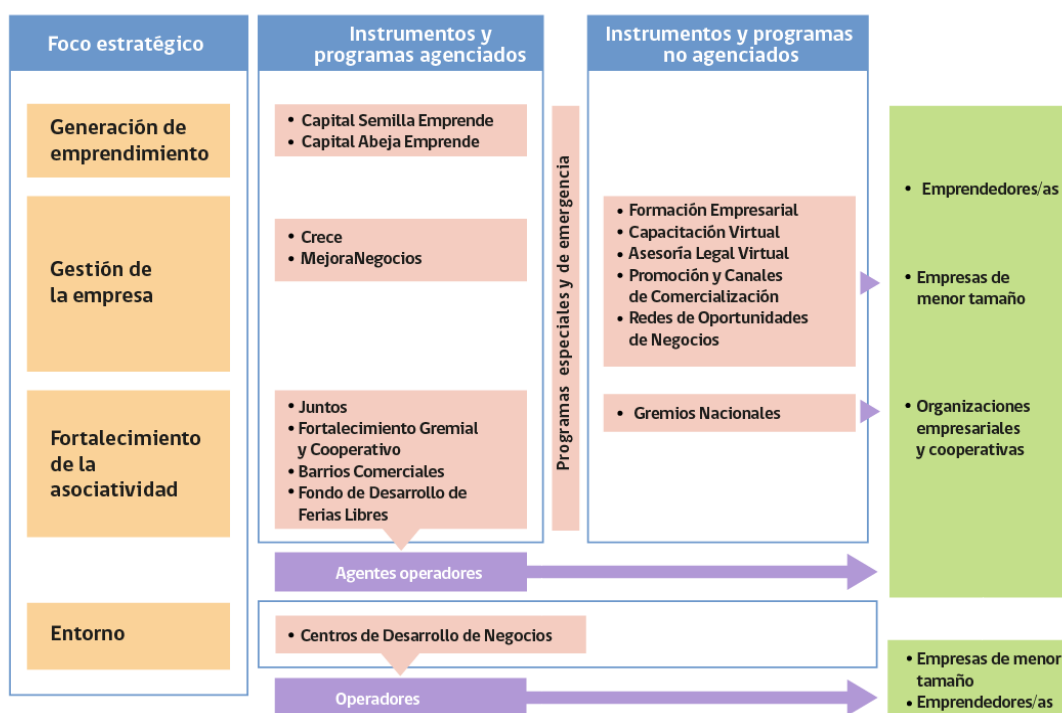 Foco estratégico
Instrumentos y
programas agenciados
Instrumentos y programas
no agenciados
Generación de
emprendimiento
• Capital Semilla Emprende
• Capital Abeja Emprende
Gestión de
la empresa
• Crece
• MejoraNegocios
Fortalecimiento
de la
asociatividad
• Juntos
• Fortalecimiento Gremial
y Cooperativo
• Barrios Comerciales
• Fondo de Desarrollo de
Ferias Libres
Programas especiales y de emergencia
• Formación Empresarial
• Capacitación Virtual
• Asesoría Legal Virtual
• Promoción y Canales
de Comercialización
• Redes de Oportunidades
de Negocios
• Gremios Nacionales
• Emprendedores/as
• Empresas de
menor tamaño
• Organizaciones
empresariales
y cooperativas
Agentes operadores
Entorno
• Centros de Desarrollo de Negocios
Operadores
• Empresas de menor
tamaño
• Emprendedores/as